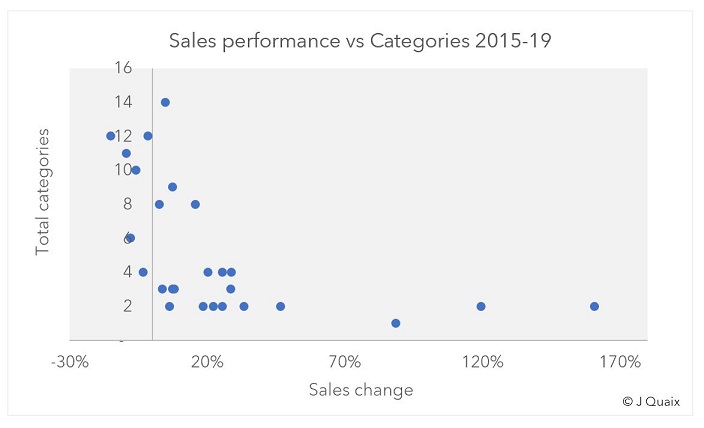 Sales performance vs Categories 2015-19
16
14
12
10
8
6
4
2
-
Total categories
-30% 20% 70% 120% 170%
Sales change
© J Quaix